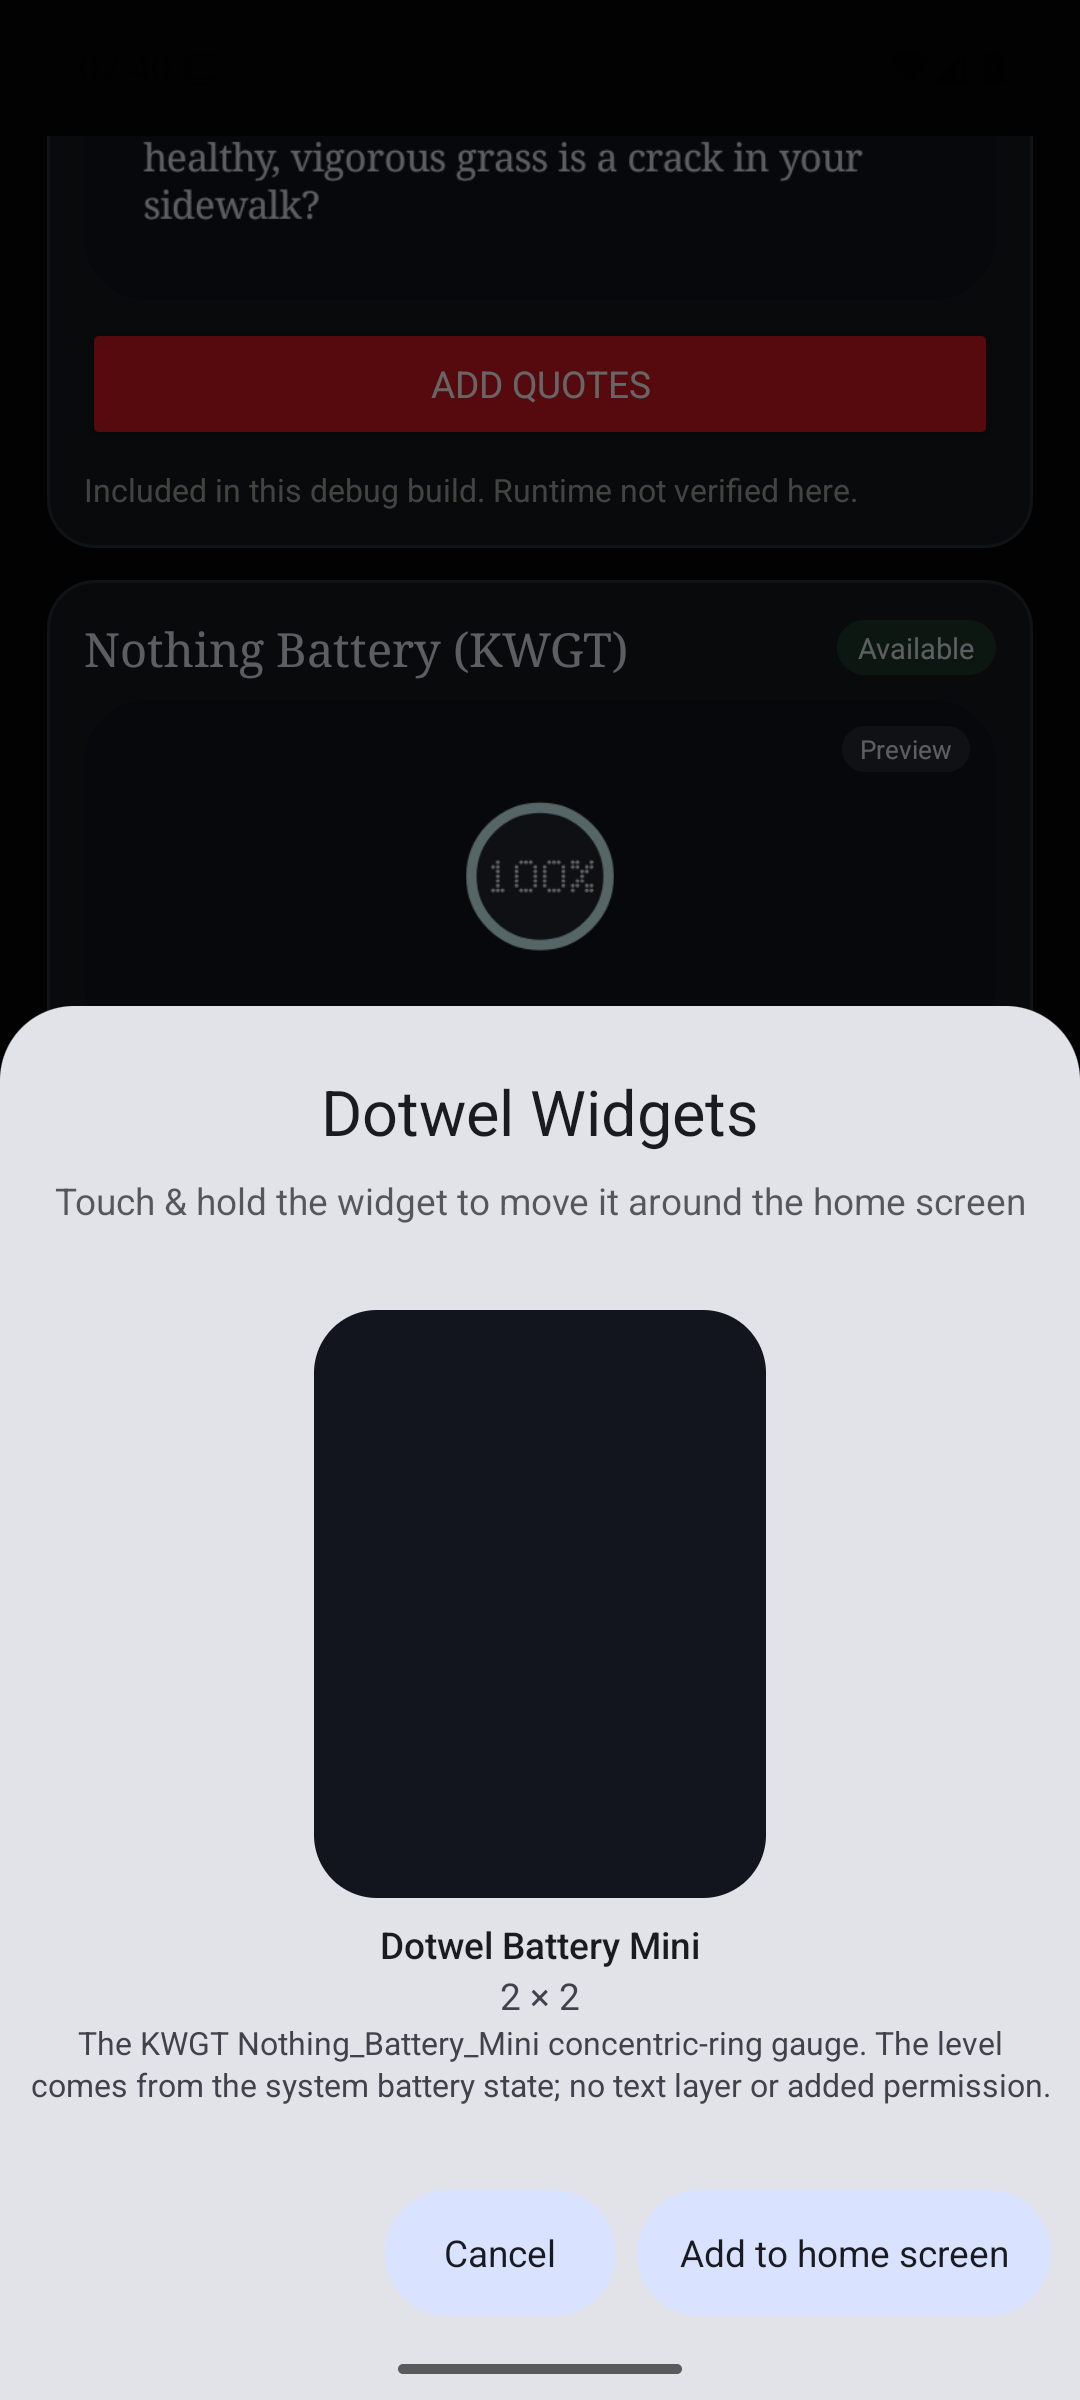 healthy, vigorous grass is a crack in your
sidewalk?
ADD QUOTES
Included in this debug build. Runtime not verified here.
Nothing Battery (KWGT)
Available
Preview
100%
Dotwel Widgets
Touch & hold the widget to move it around the home screen
Dotwel Battery Mini
2 × 2
The KWGT Nothing_Battery_Mini concentric-ring gauge. The level
comes from the system battery state; no text layer or added permission.
Cancel
Add to home screen